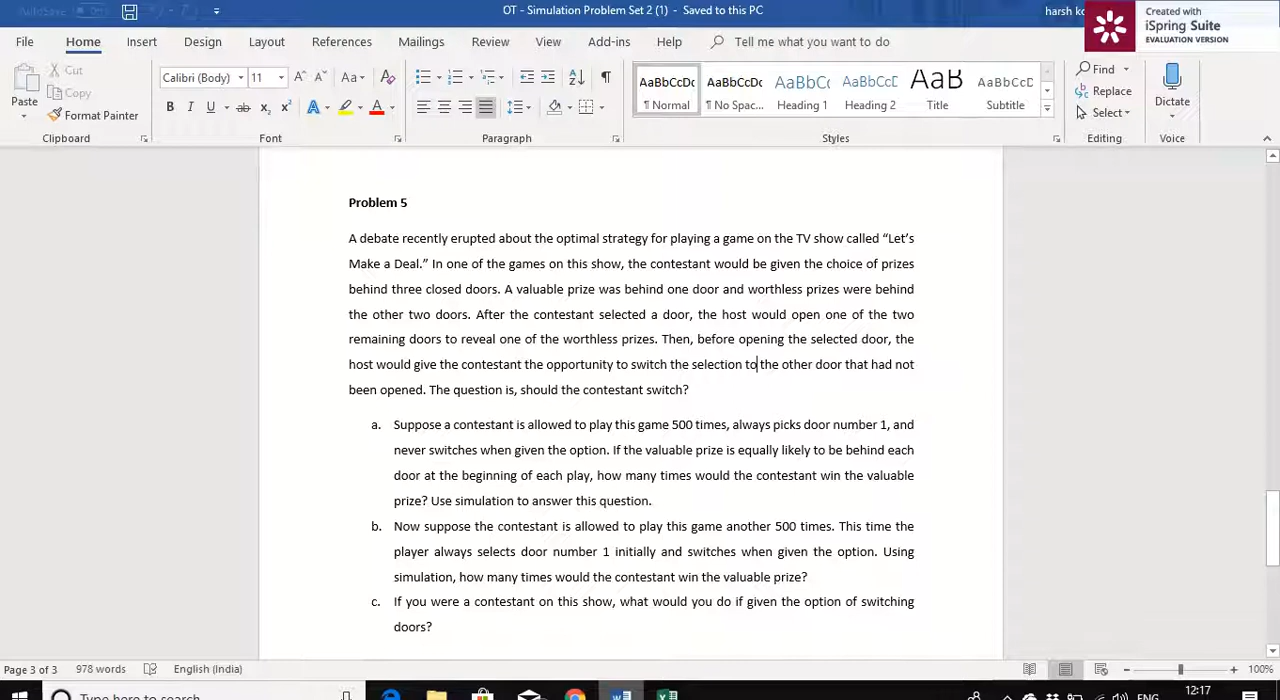 AutoSave Off
OT - Simulation Problem Set 2 (1) - Saved to this PC
harsh
Created with
iSpring Suite
EVALUATION VERSION
File Home Insert Design Layout References Mailings Review View Add-ins Help Tell me what you want to do
Paste
Cut
Copy
Format Painter
Calibri (Body) 11
AaBbCcDc AaBbCcDc AaBbCc AaBbCcE AaB AaBbCcD
¶ Normal ¶ No Spac... Heading 1 Heading 2 Title Subtitle
Find
Replace
Select
Dictate
Clipboard Font Paragraph Styles Editing Voice
Problem 5
A debate recently erupted about the optimal strategy for playing a game on the TV show called “Let’s
Make a Deal.” In one of the games on this show, the contestant would be given the choice of prizes
behind three closed doors. A valuable prize was behind one door and worthless prizes were behind
the other two doors. After the contestant selected a door, the host would open one of the two
remaining doors to reveal one of the worthless prizes. Then, before opening the selected door, the
host would give the contestant the opportunity to switch the selection to the other door that had not
been opened. The question is, should the contestant switch?
a. Suppose a contestant is allowed to play this game 500 times, always picks door number 1, and
never switches when given the option. If the valuable prize is equally likely to be behind each
door at the beginning of each play, how many times would the contestant win the valuable
prize? Use simulation to answer this question.
b. Now suppose the contestant is allowed to play this game another 500 times. This time the
player always selects door number 1 initially and switches when given the option. Using
simulation, how many times would the contestant win the valuable prize?
c. If you were a contestant on this show, what would you do if given the option of switching
doors?
Page 3 of 3 978 words English (India) 100%
Type here to search
ENG
12:17